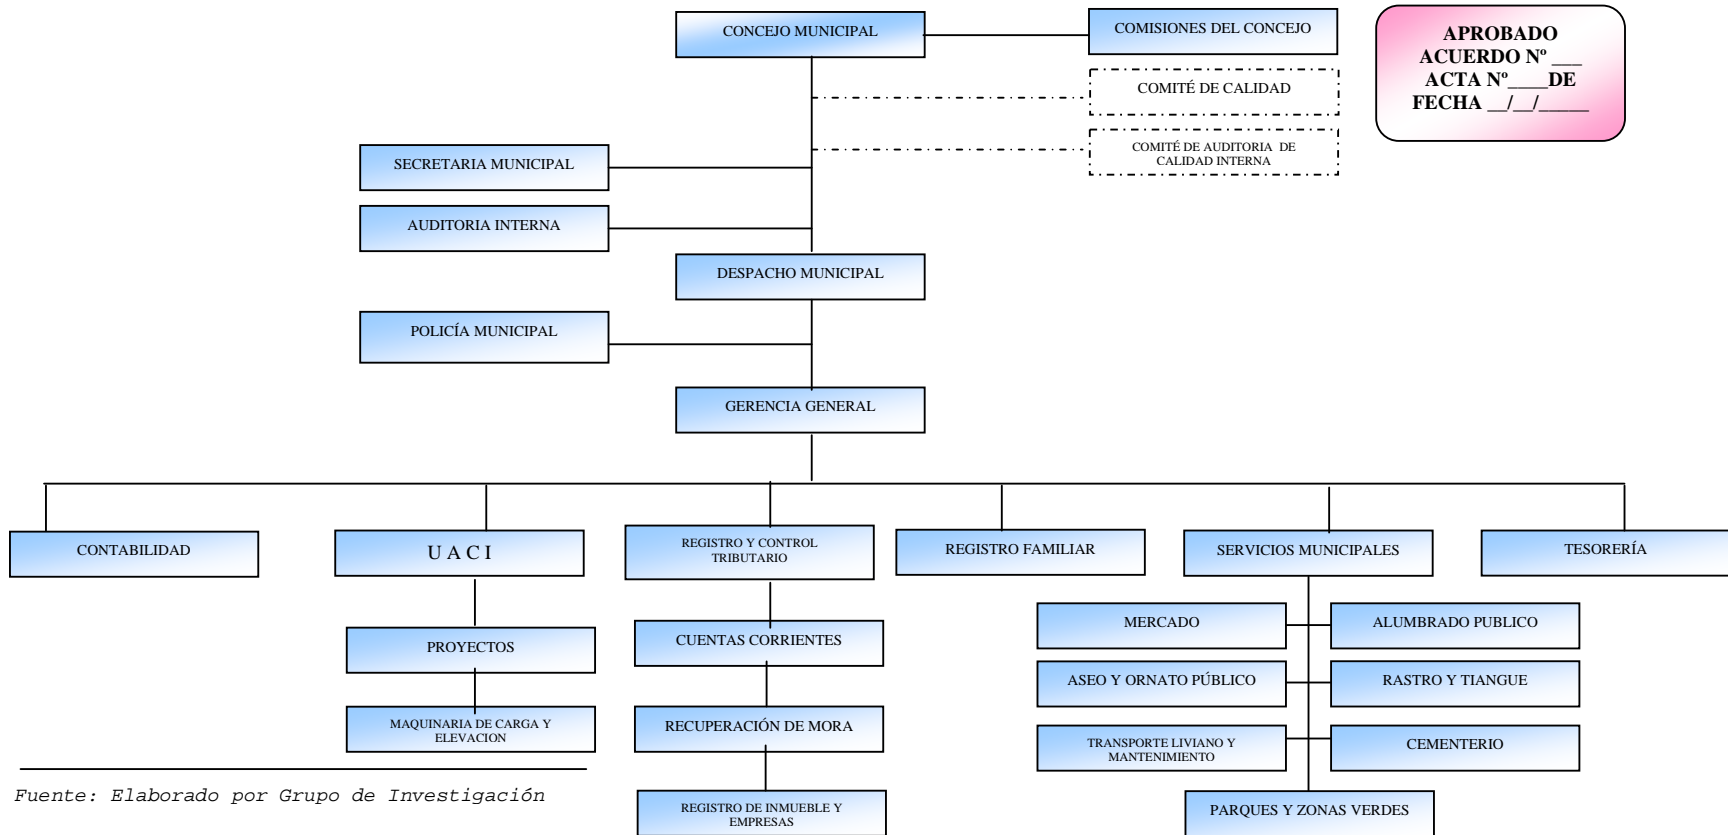 CONCEJO MUNICIPAL
COMISIONES DEL CONCEJO
APROBADO
ACUERDO Nº ___
ACTA Nº____DE
FECHA __/__/_____
COMITÉ DE CALIDAD
COMITÉ DE AUDITORIA DE
CALIDAD INTERNA
SECRETARIA MUNICIPAL
AUDITORIA INTERNA
DESPACHO MUNICIPAL
POLICÍA MUNICIPAL
GERENCIA GENERAL
CONTABILIDAD
U A C I
REGISTRO Y CONTROL
TRIBUTARIO
REGISTRO FAMILIAR
SERVICIOS MUNICIPALES
TESORERÍA
PROYECTOS
MAQUINARIA DE CARGA Y
ELEVACION
CUENTAS CORRIENTES
RECUPERACIÓN DE MORA
REGISTRO DE INMUEBLE Y
EMPRESAS
MERCADO
ALUMBRADO PUBLICO
ASEO Y ORNATO PÚBLICO
RASTRO Y TIANGUE
TRANSPORTE LIVIANO Y
MANTENIMIENTO
CEMENTERIO
PARQUES Y ZONAS VERDES
Fuente: Elaborado por Grupo de Investigación